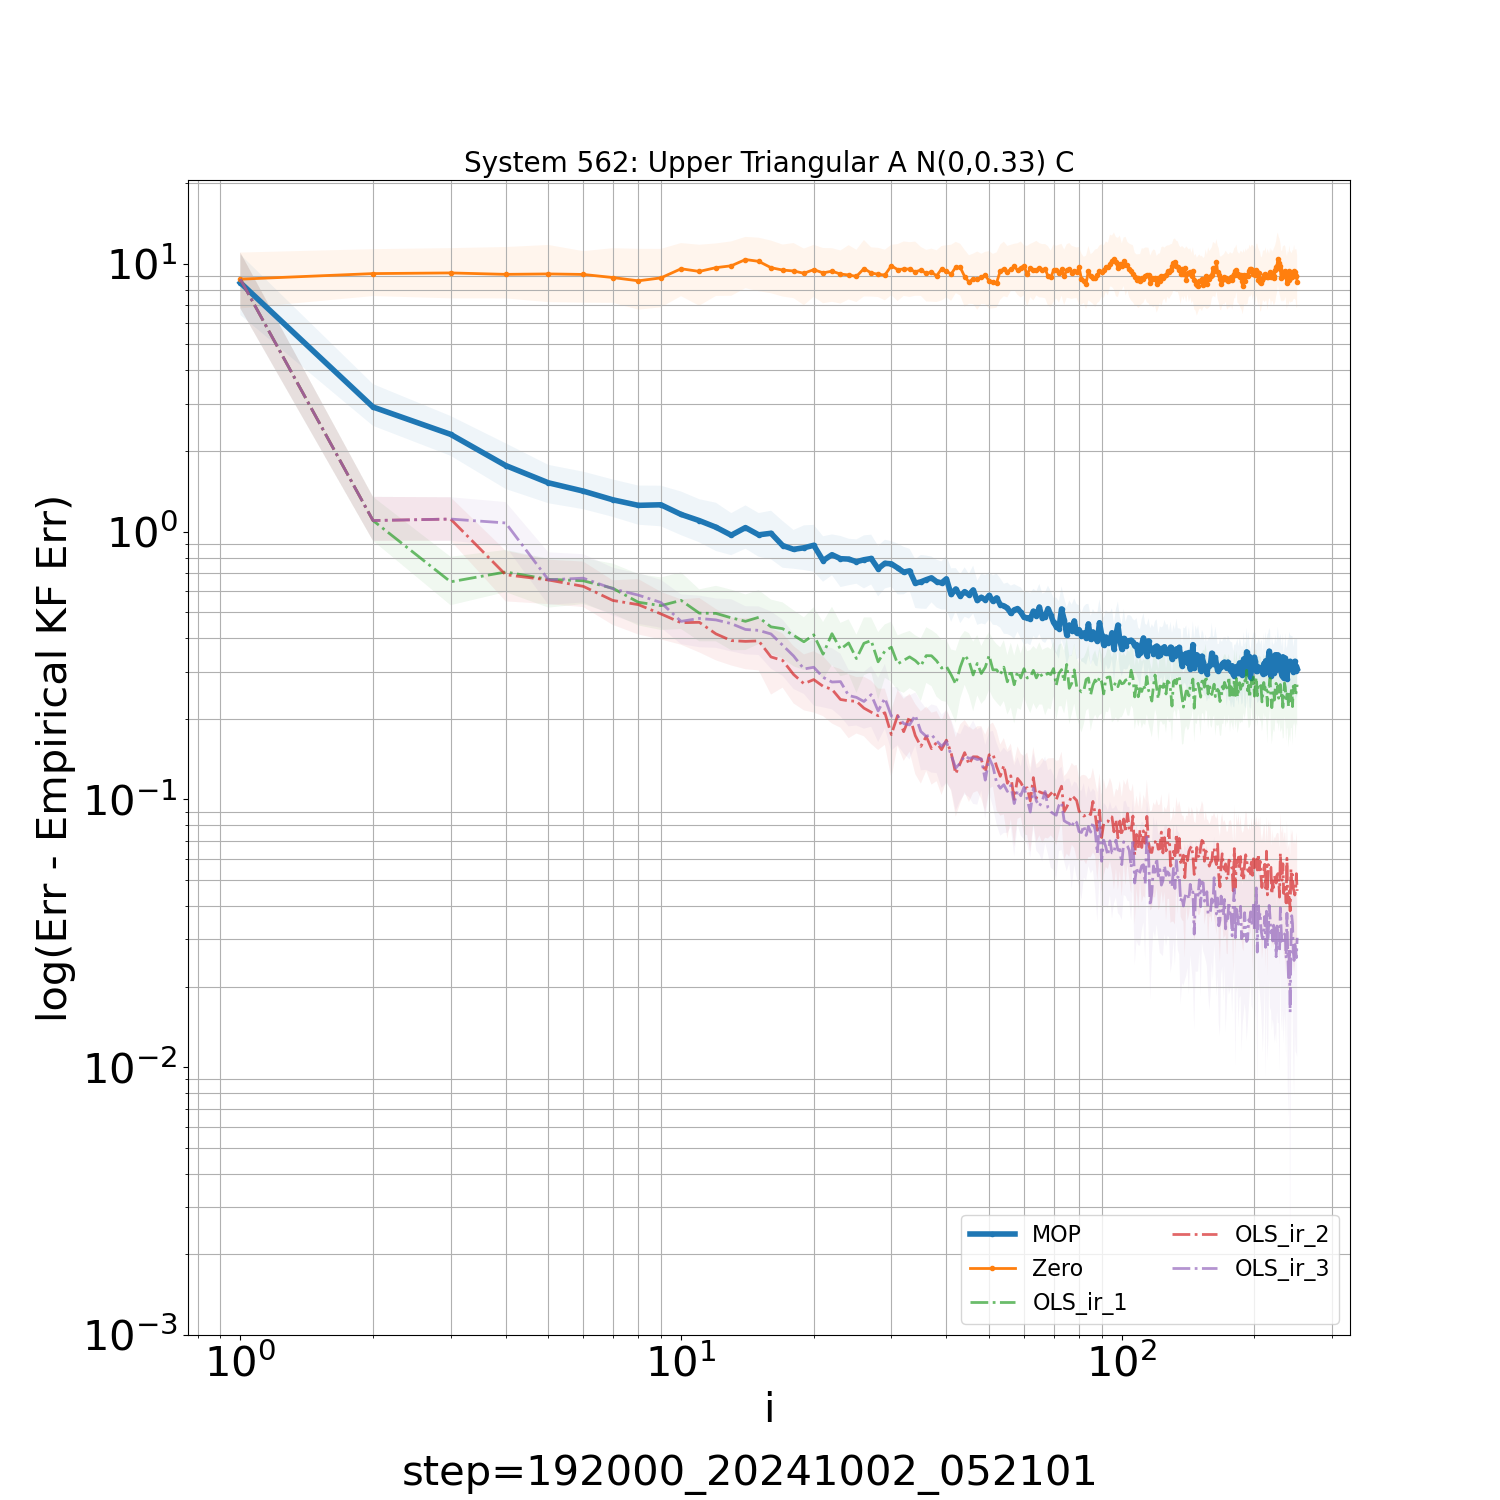 System 562: Upper Triangular A N(0,0.33) C
log(Err - Empirical KF Err)
10¹
10⁰
10⁻¹
10⁻²
10⁻³
MOP
Zero
OLS_ir_1
OLS_ir_2
OLS_ir_3
10⁰ 10¹ 10²
i
step=192000_20241002_052101